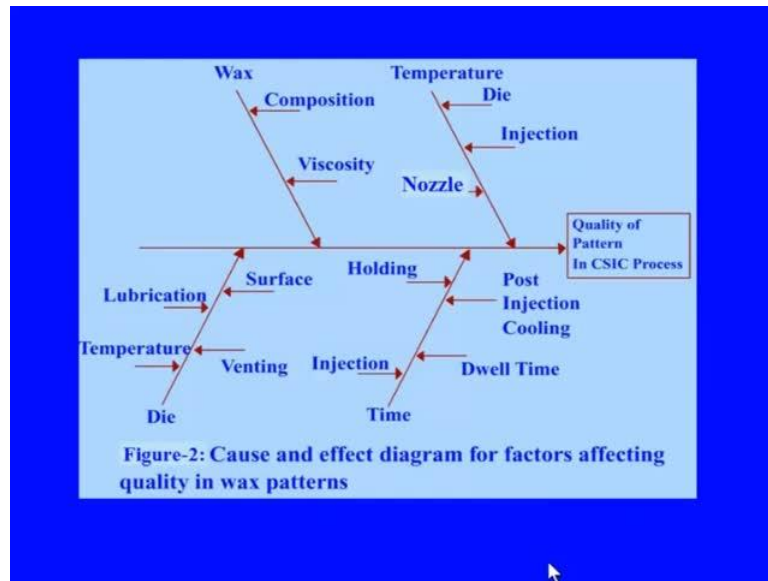 Wax
Temperature
Composition
Die
Injection
Viscosity
Nozzle
Quality of
Pattern
In CSIC Process
Holding
Surface
Post
Injection
Cooling
Lubrication
Temperature
Venting
Injection
Dwell Time
Die
Time
Figure-2: Cause and effect diagram for factors affecting
quality in wax patterns